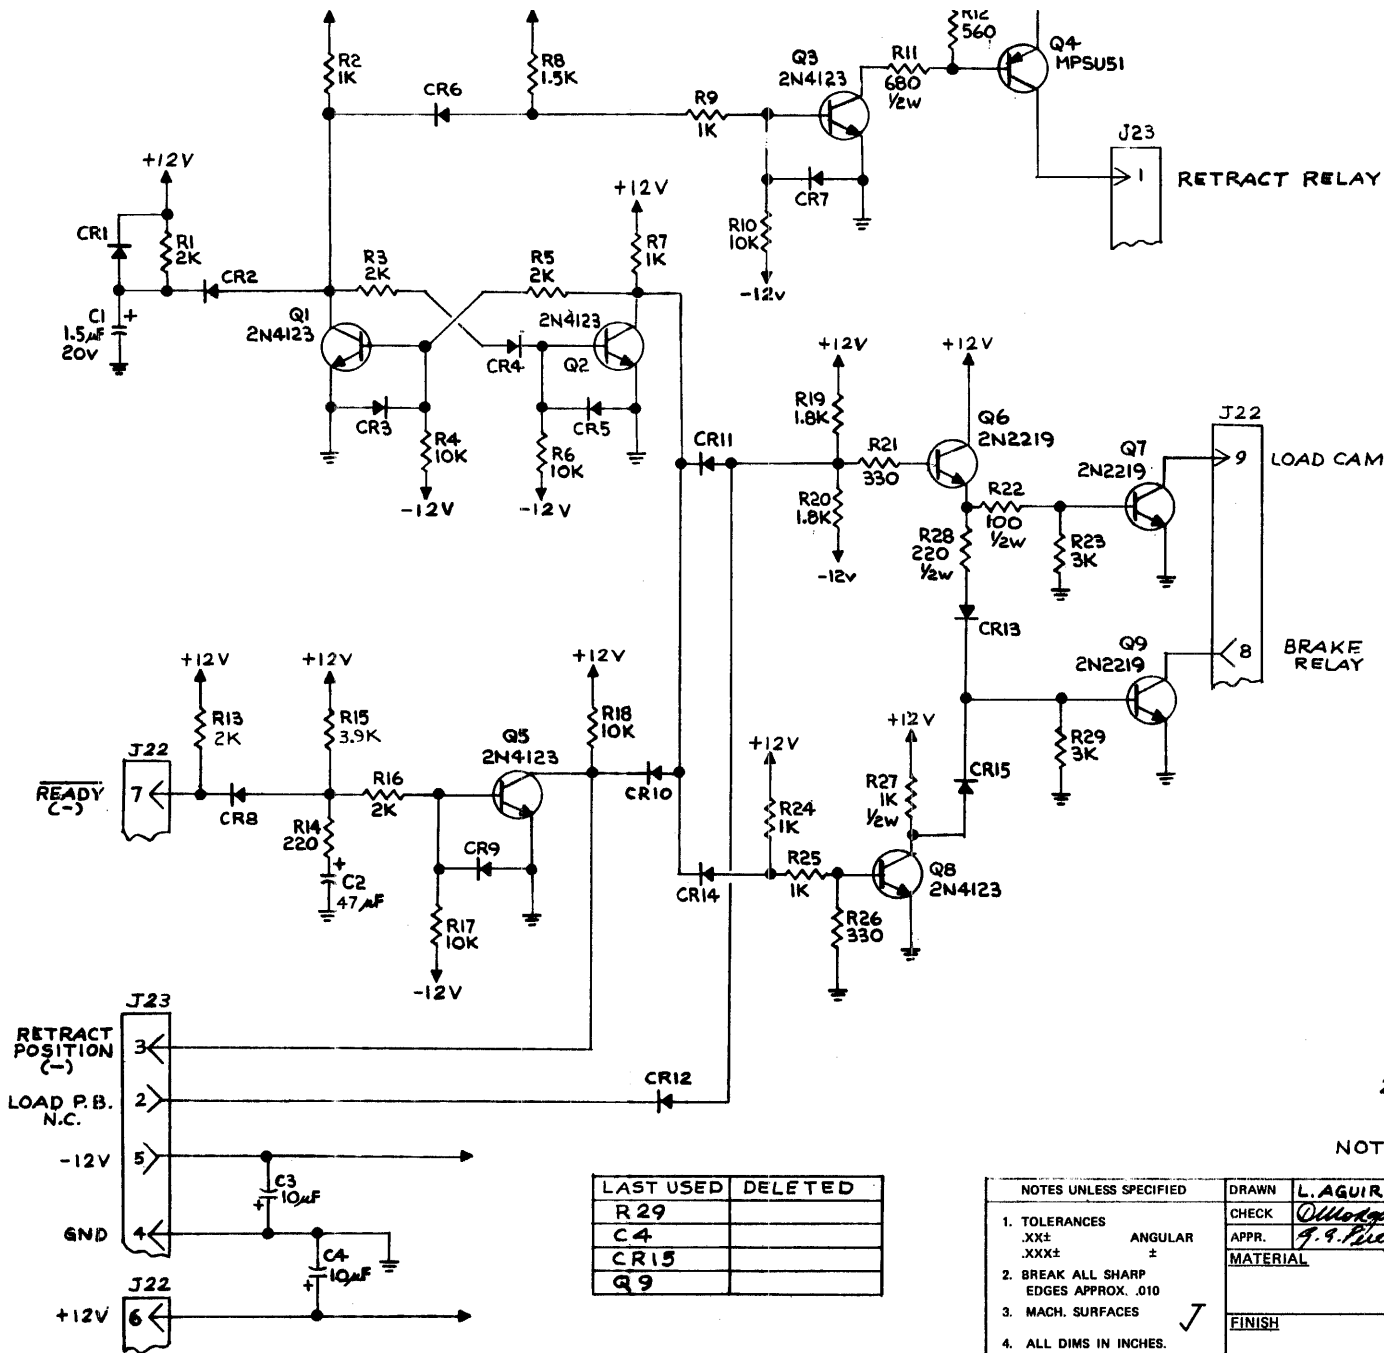 R2
1K
R8
1.5K
CR6
R9
1K
Q3
2N4123
R11
680
1/2W
R12
560
Q4
MPSU51
J23
1
RETRACT RELAY
+12V
CR1
R1
2K
CR2
C1
1.5µF
20V
+
Q1
2N4123
R3
2K
R5
2K
+12V
R7
1K
2N4123
Q2
CR4
CR3
CR5
R4
10K
-12V
R6
10K
-12V
R10
10K
-12V
CR7
+12V
R19
1.8K
R20
1.8K
-12V
CR11
R21
330
+12V
Q6
2N2219
R22
100
1/2W
R28
220
1/2W
R23
3K
Q7
2N2219
J22
9
LOAD CAM
CR13
Q9
2N2219
8
BRAKE
RELAY
R29
3K
CR15
+12V
R13
2K
+12V
R15
3.9K
J22
7
READY
(-)
CR8
R14
220
+
C2
47µF
R16
2K
Q5
2N4123
CR9
R17
10K
-12V
+12V
R18
10K
CR10
CR14
+12V
R24
1K
R25
1K
R26
330
+12V
R27
1K
1/2W
Q8
2N4123
J23
RETRACT
POSITION
(-)
3
LOAD P.B.
N.C.
2
CR12
-12V
5
C3
10µF
+
GND
4
C4
10µF
+
J22
+12V
6
LAST USED DELETED
R29
C4
CR15
Q9
NOT
NOTES UNLESS SPECIFIED
1. TOLERANCES
.XX± ANGULAR
.XXX± ±
2. BREAK ALL SHARP
EDGES APPROX. .010
3. MACH. SURFACES √
4. ALL DIMS IN INCHES.
DRAWN L. AGUIR
CHECK
APPR.
MATERIAL
FINISH